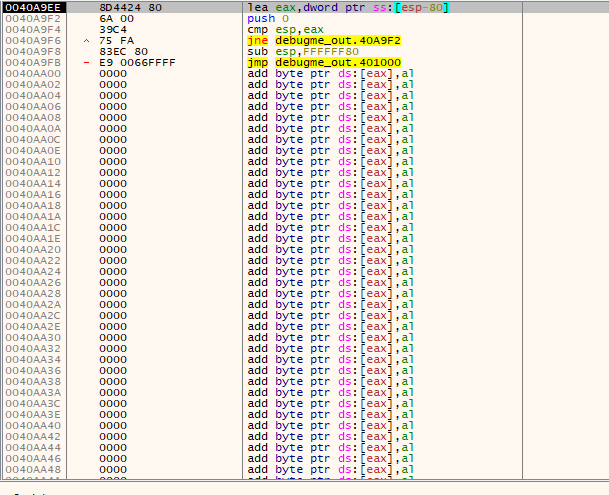 0040A9EE 8D4424 80 lea eax,dword ptr ss:[esp-80]
0040A9F2 6A 00 push 0
0040A9F4 39C4 cmp esp,eax
0040A9F6 ^ 75 FA jne debugme_out.40A9F2
0040A9F8 83EC 80 sub esp,FFFFFF80
0040A9FB - E9 0066FFFF jmp debugme_out.401000
0040AA00 0000 add byte ptr ds:[eax],al
0040AA02 0000 add byte ptr ds:[eax],al
0040AA04 0000 add byte ptr ds:[eax],al
0040AA06 0000 add byte ptr ds:[eax],al
0040AA08 0000 add byte ptr ds:[eax],al
0040AA0A 0000 add byte ptr ds:[eax],al
0040AA0C 0000 add byte ptr ds:[eax],al
0040AA0E 0000 add byte ptr ds:[eax],al
0040AA10 0000 add byte ptr ds:[eax],al
0040AA12 0000 add byte ptr ds:[eax],al
0040AA14 0000 add byte ptr ds:[eax],al
0040AA16 0000 add byte ptr ds:[eax],al
0040AA18 0000 add byte ptr ds:[eax],al
0040AA1A 0000 add byte ptr ds:[eax],al
0040AA1C 0000 add byte ptr ds:[eax],al
0040AA1E 0000 add byte ptr ds:[eax],al
0040AA20 0000 add byte ptr ds:[eax],al
0040AA22 0000 add byte ptr ds:[eax],al
0040AA24 0000 add byte ptr ds:[eax],al
0040AA26 0000 add byte ptr ds:[eax],al
0040AA28 0000 add byte ptr ds:[eax],al
0040AA2A 0000 add byte ptr ds:[eax],al
0040AA2C 0000 add byte ptr ds:[eax],al
0040AA2E 0000 add byte ptr ds:[eax],al
0040AA30 0000 add byte ptr ds:[eax],al
0040AA32 0000 add byte ptr ds:[eax],al
0040AA34 0000 add byte ptr ds:[eax],al
0040AA36 0000 add byte ptr ds:[eax],al
0040AA38 0000 add byte ptr ds:[eax],al
0040AA3A 0000 add byte ptr ds:[eax],al
0040AA3C 0000 add byte ptr ds:[eax],al
0040AA3E 0000 add byte ptr ds:[eax],al
0040AA40 0000 add byte ptr ds:[eax],al
0040AA42 0000 add byte ptr ds:[eax],al
0040AA44 0000 add byte ptr ds:[eax],al
0040AA46 0000 add byte ptr ds:[eax],al
0040AA48 0000 add byte ptr ds:[eax],al